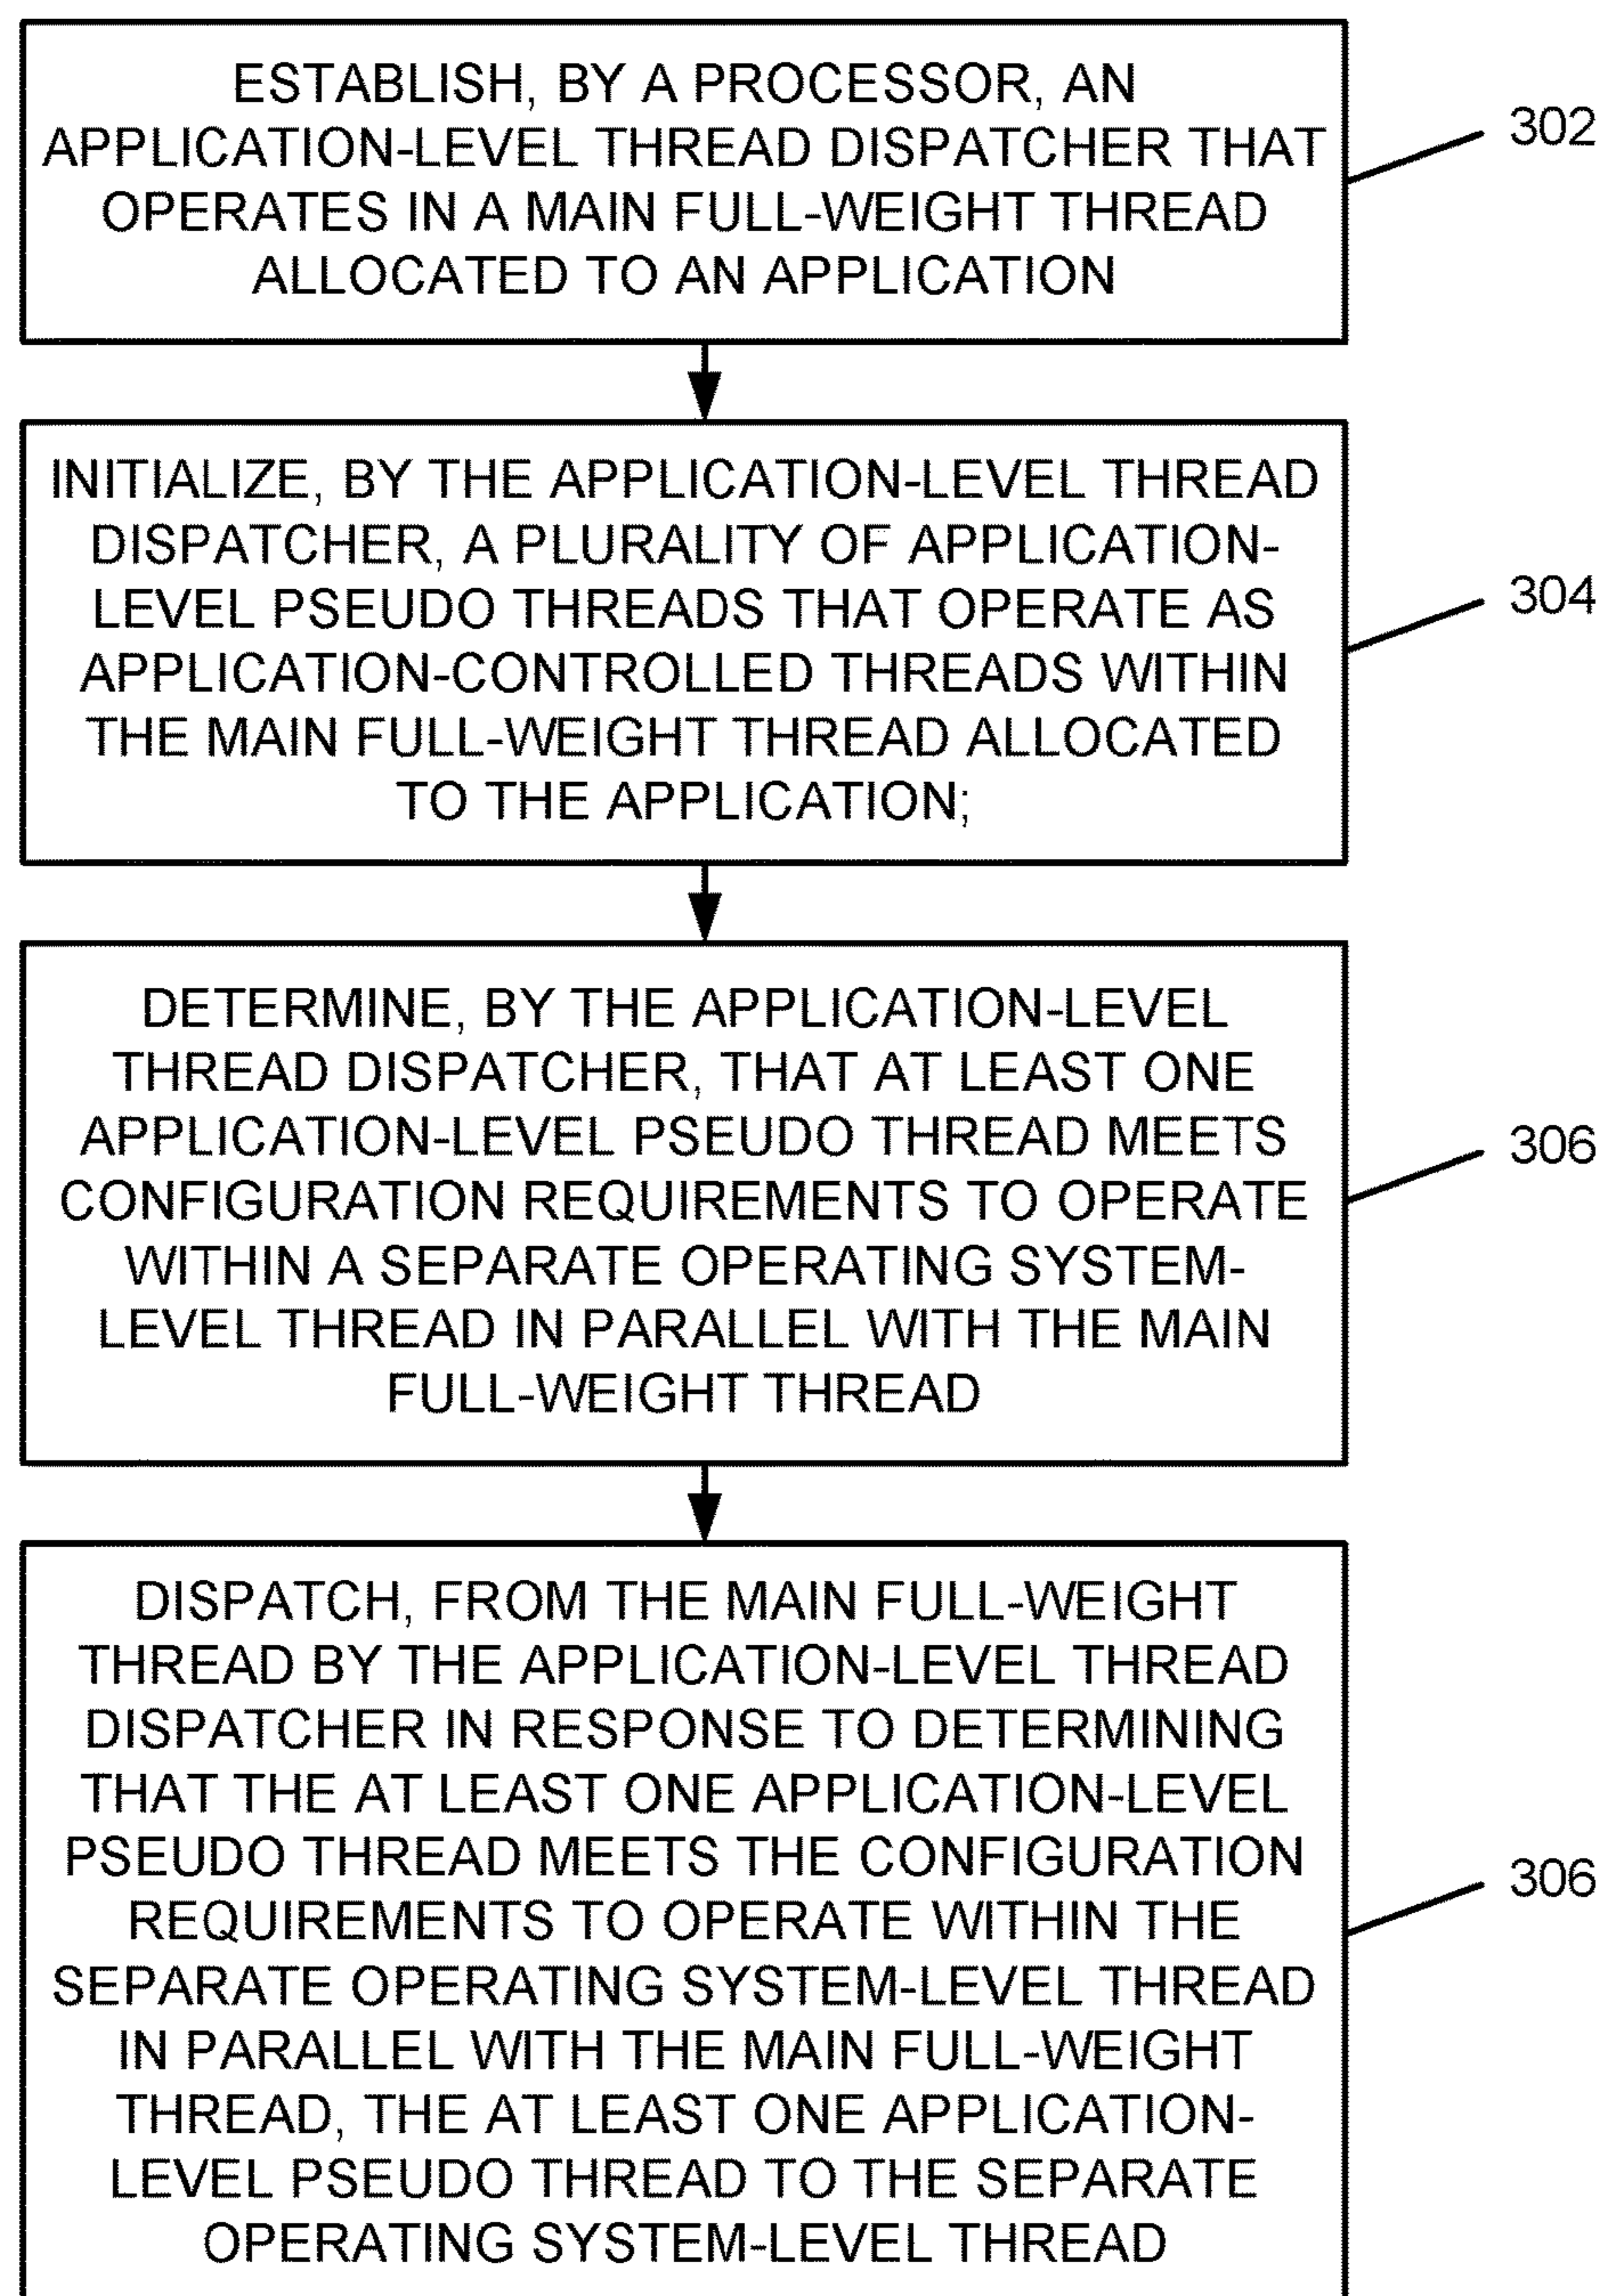 ESTABLISH, BY A PROCESSOR, AN
APPLICATION-LEVEL THREAD DISPATCHER THAT
OPERATES IN A MAIN FULL-WEIGHT THREAD
ALLOCATED TO AN APPLICATION
302
INITIALIZE, BY THE APPLICATION-LEVEL THREAD
DISPATCHER, A PLURALITY OF APPLICATION-
LEVEL PSEUDO THREADS THAT OPERATE AS
APPLICATION-CONTROLLED THREADS WITHIN
THE MAIN FULL-WEIGHT THREAD ALLOCATED
TO THE APPLICATION;
304
DETERMINE, BY THE APPLICATION-LEVEL
THREAD DISPATCHER, THAT AT LEAST ONE
APPLICATION-LEVEL PSEUDO THREAD MEETS
CONFIGURATION REQUIREMENTS TO OPERATE
WITHIN A SEPARATE OPERATING SYSTEM-
LEVEL THREAD IN PARALLEL WITH THE MAIN
FULL-WEIGHT THREAD
306
DISPATCH, FROM THE MAIN FULL-WEIGHT
THREAD BY THE APPLICATION-LEVEL THREAD
DISPATCHER IN RESPONSE TO DETERMINING
THAT THE AT LEAST ONE APPLICATION-LEVEL
PSEUDO THREAD MEETS THE CONFIGURATION
REQUIREMENTS TO OPERATE WITHIN THE
SEPARATE OPERATING SYSTEM-LEVEL THREAD
IN PARALLEL WITH THE MAIN FULL-WEIGHT
THREAD, THE AT LEAST ONE APPLICATION-
LEVEL PSEUDO THREAD TO THE SEPARATE
OPERATING SYSTEM-LEVEL THREAD
306